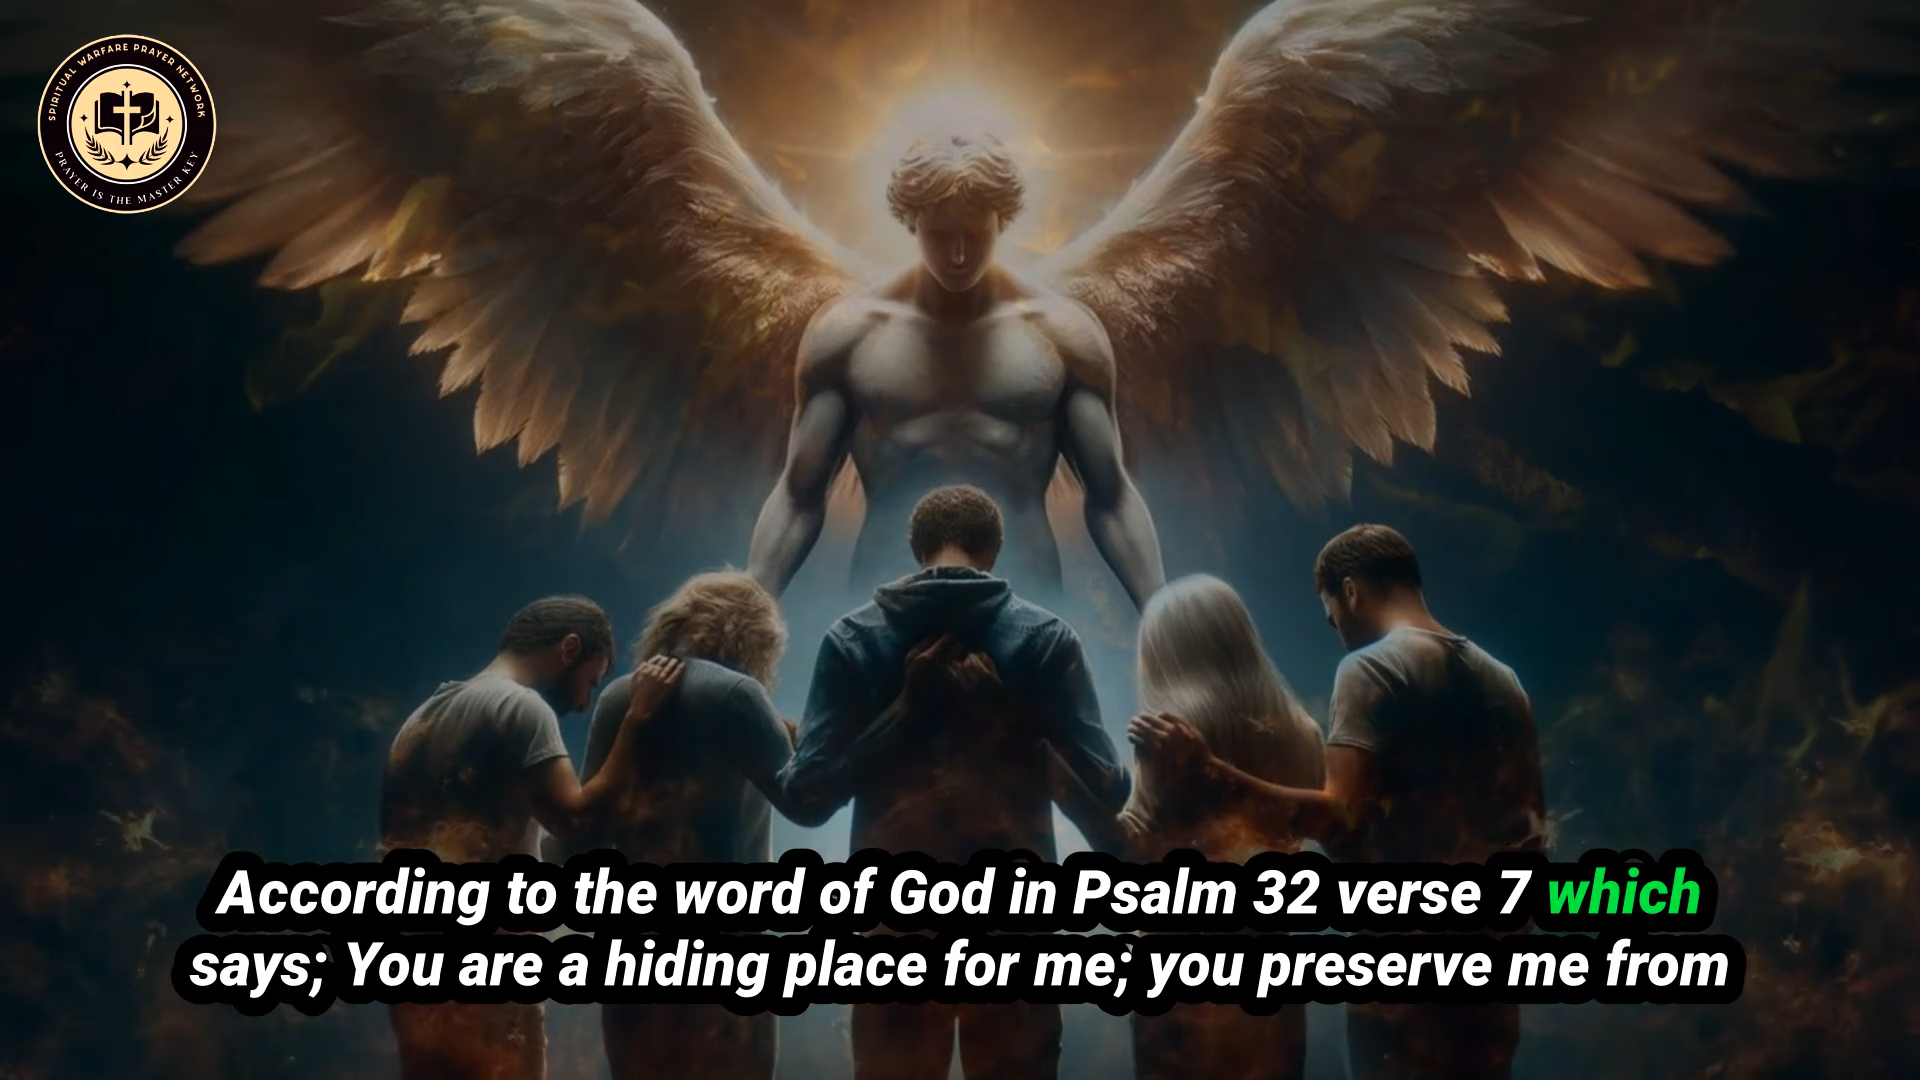 SPIRITUAL WARFARE PRAYER NETWORK
PRAYER IS THE MASTER KEY
According to the word of God in Psalm 32 verse 7 which
says; You are a hiding place for me; you preserve me from